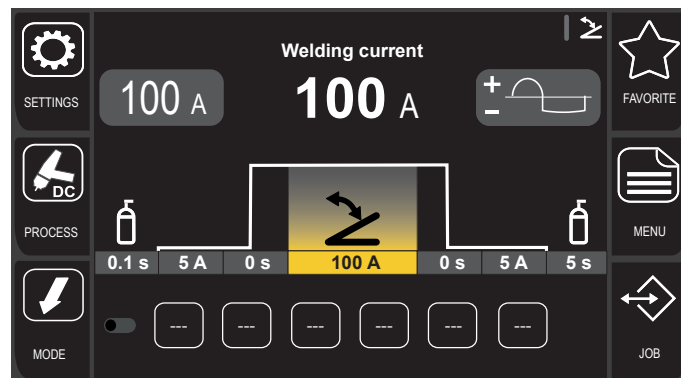 Welding current
SETTINGS
100 A
100 A
+
-
FAVORITE
DC
PROCESS
MENU
0.1 s
5 A
0 s
100 A
0 s
5 A
5 s
---
---
---
---
---
---
MODE
JOB